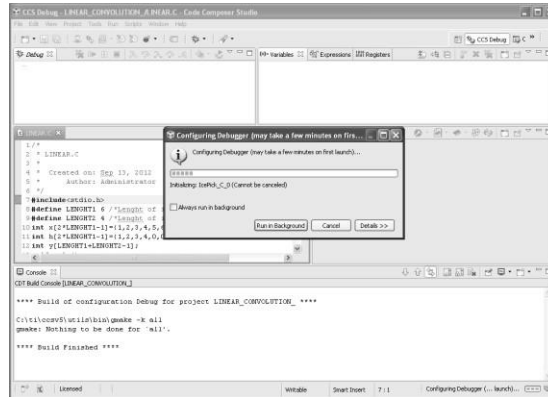 CCS Debug - LINEAR_CONVOLUTION_/LINEAR.C - Code Composer Studio
File Edit View Project Tools Run Scripts Window Help
CCS Debug
Debug
Variables
Expressions
Registers
LINEAR.C
1 /*
2 * LINEAR.C
3 *
4 * Created on: Sep 13, 2012
5 * Author: Administrator
6 */
7 #include<stdio.h>
8 #define LENGHT1 6 /*Lenght of
9 #define LENGHT2 4 /*Lenght of
10 int x[2*LENGHT1-1]={1,2,3,4,5,
11 int h[2*LENGHT1-1]={1,2,3,4,0,
12 int y[LENGHT1+LENGHT2-1];
Configuring Debugger (may take a few minutes on firs...
Configuring Debugger (may take a few minutes on first launch)...
Initializing: IcePick_C_0 (Cannot be canceled)
Always run in background
Run in Background
Cancel
Details >>
Console
CDT Build Console [LINEAR_CONVOLUTION_]
**** Build of configuration Debug for project LINEAR_CONVOLUTION_ ****
C:\ti\ccsv5\utils\bin\gmake -k all
gmake: Nothing to be done for `all'.
**** Build Finished ****
Licensed
Writable
Smart Insert
7 : 1
Configuring Debugger (... launch)...